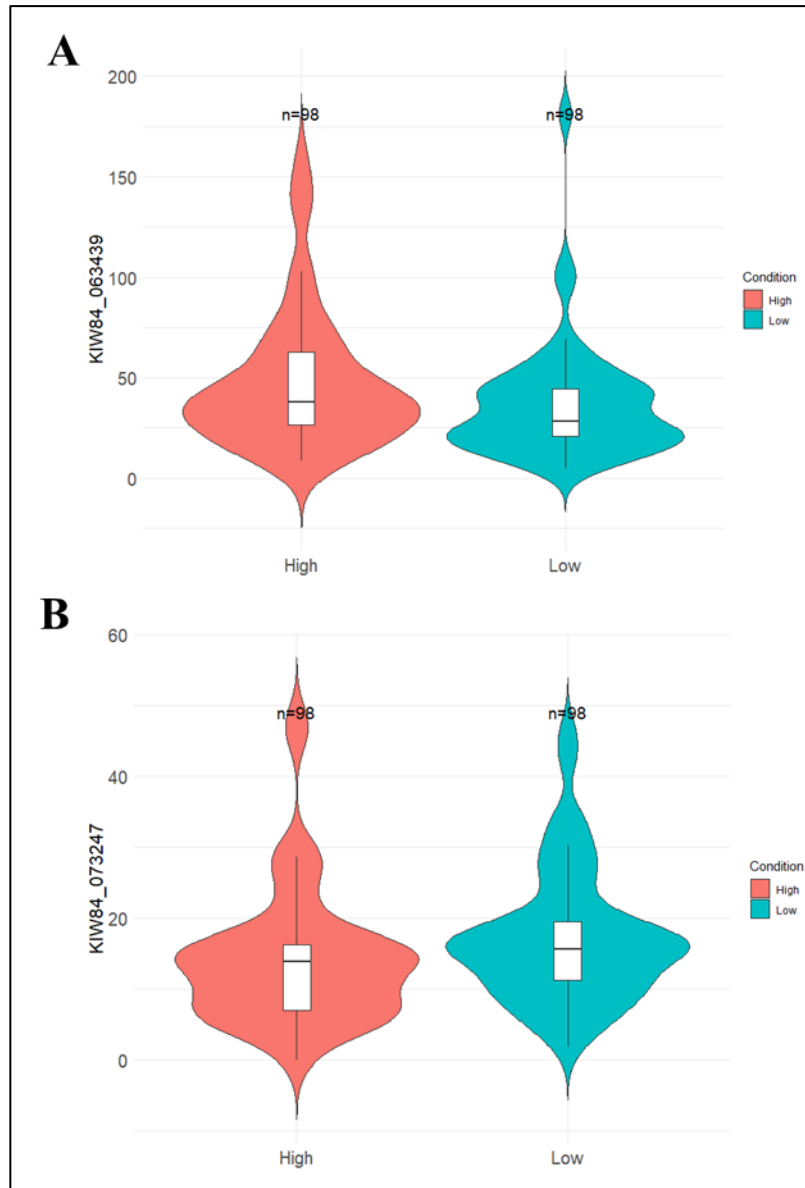 A
200
150
100
50
0
KIW84_063439
n=98
n=98
High
Low
Condition
High
Low
B
60
40
20
0
KIW84_073247
n=98
n=98
High
Low
Condition
High
Low